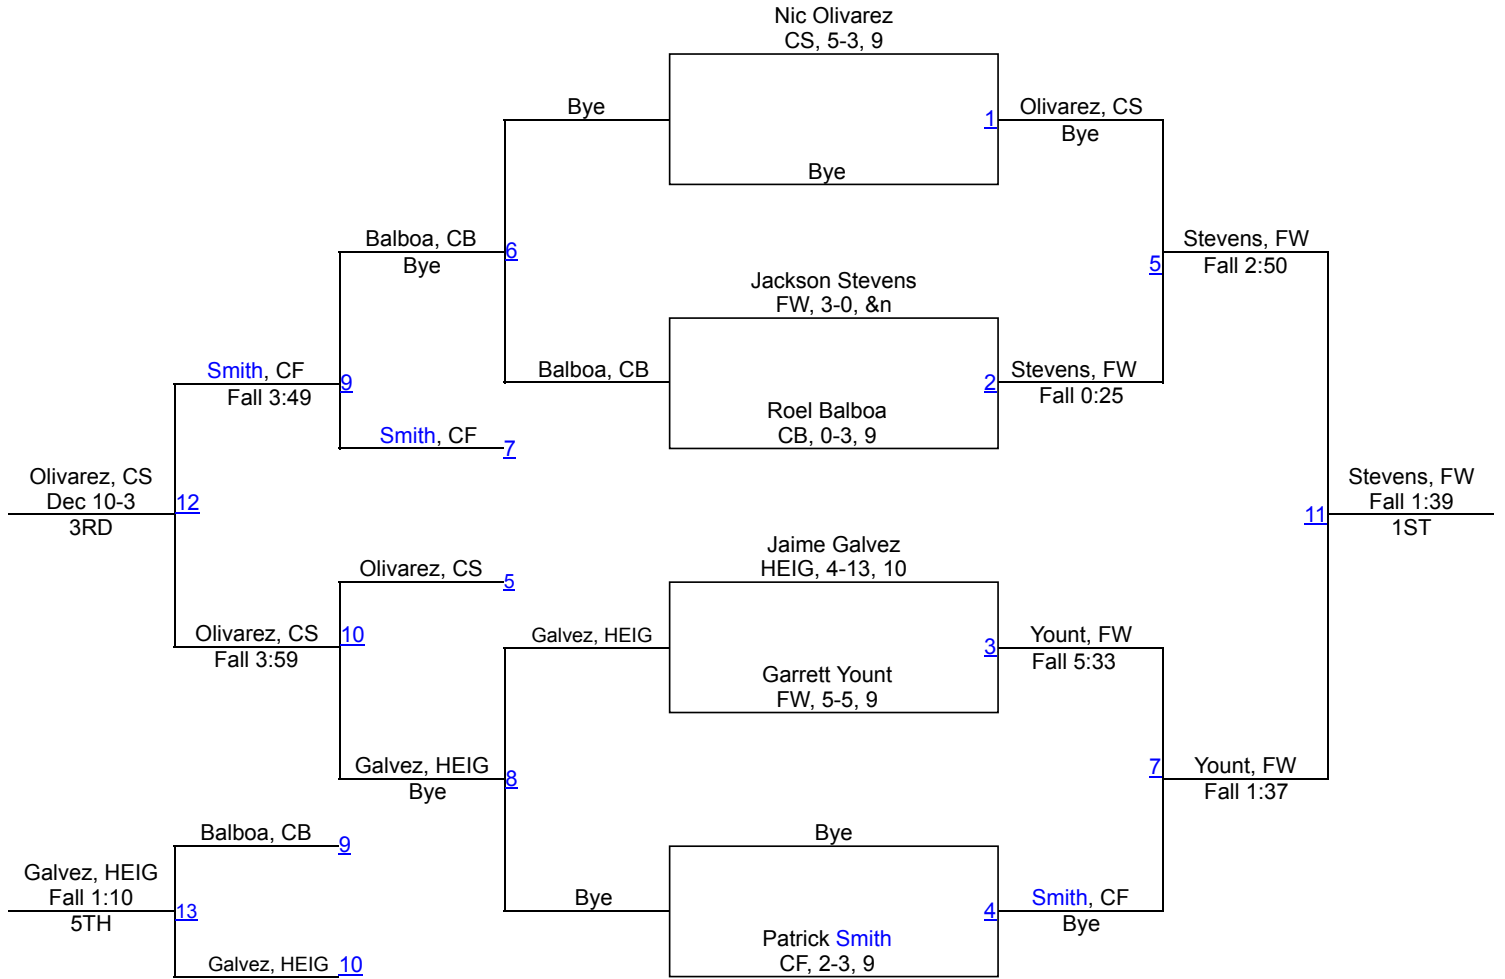 Nic Olivarez
CS, 5-3, 9
Bye
1
Olivarez, CS
Bye
Bye
Balboa, CB
Bye
6
Stevens, FW
Fall 2:50
5
Jackson Stevens
FW, 3-0, &n
Smith, CF
Fall 3:49
9
Balboa, CB
2
Stevens, FW
Fall 0:25
Roel Balboa
CB, 0-3, 9
Smith, CF
7
Olivarez, CS
Dec 10-3
3RD
12
Stevens, FW
Fall 1:39
1ST
11
Jaime Galvez
HEIG, 4-13, 10
Olivarez, CS
5
Olivarez, CS
Fall 3:59
10
Galvez, HEIG
3
Yount, FW
Fall 5:33
Garrett Yount
FW, 5-5, 9
Galvez, HEIG
Bye
8
7
Yount, FW
Fall 1:37
Balboa, CB
9
Bye
Galvez, HEIG
Fall 1:10
5TH
13
Bye
4
Smith, CF
Bye
Patrick Smith
CF, 2-3, 9
Galvez, HEIG
10